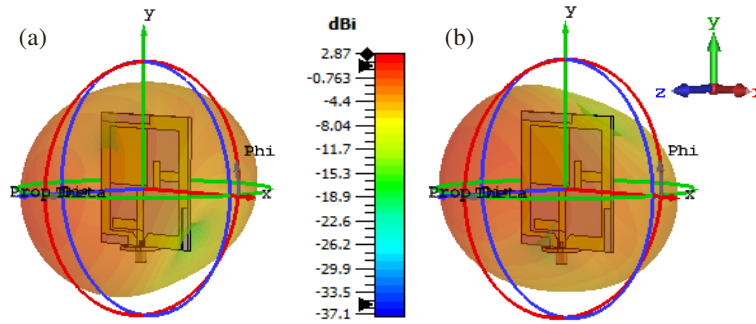 (a)
y
Phi
x
dBi
2.87
-0.763
-4.4
-8.04
-11.7
-15.3
-18.9
-22.6
-26.2
-29.9
-33.5
-37.1
(b)
y
Phi
x
y
z
x